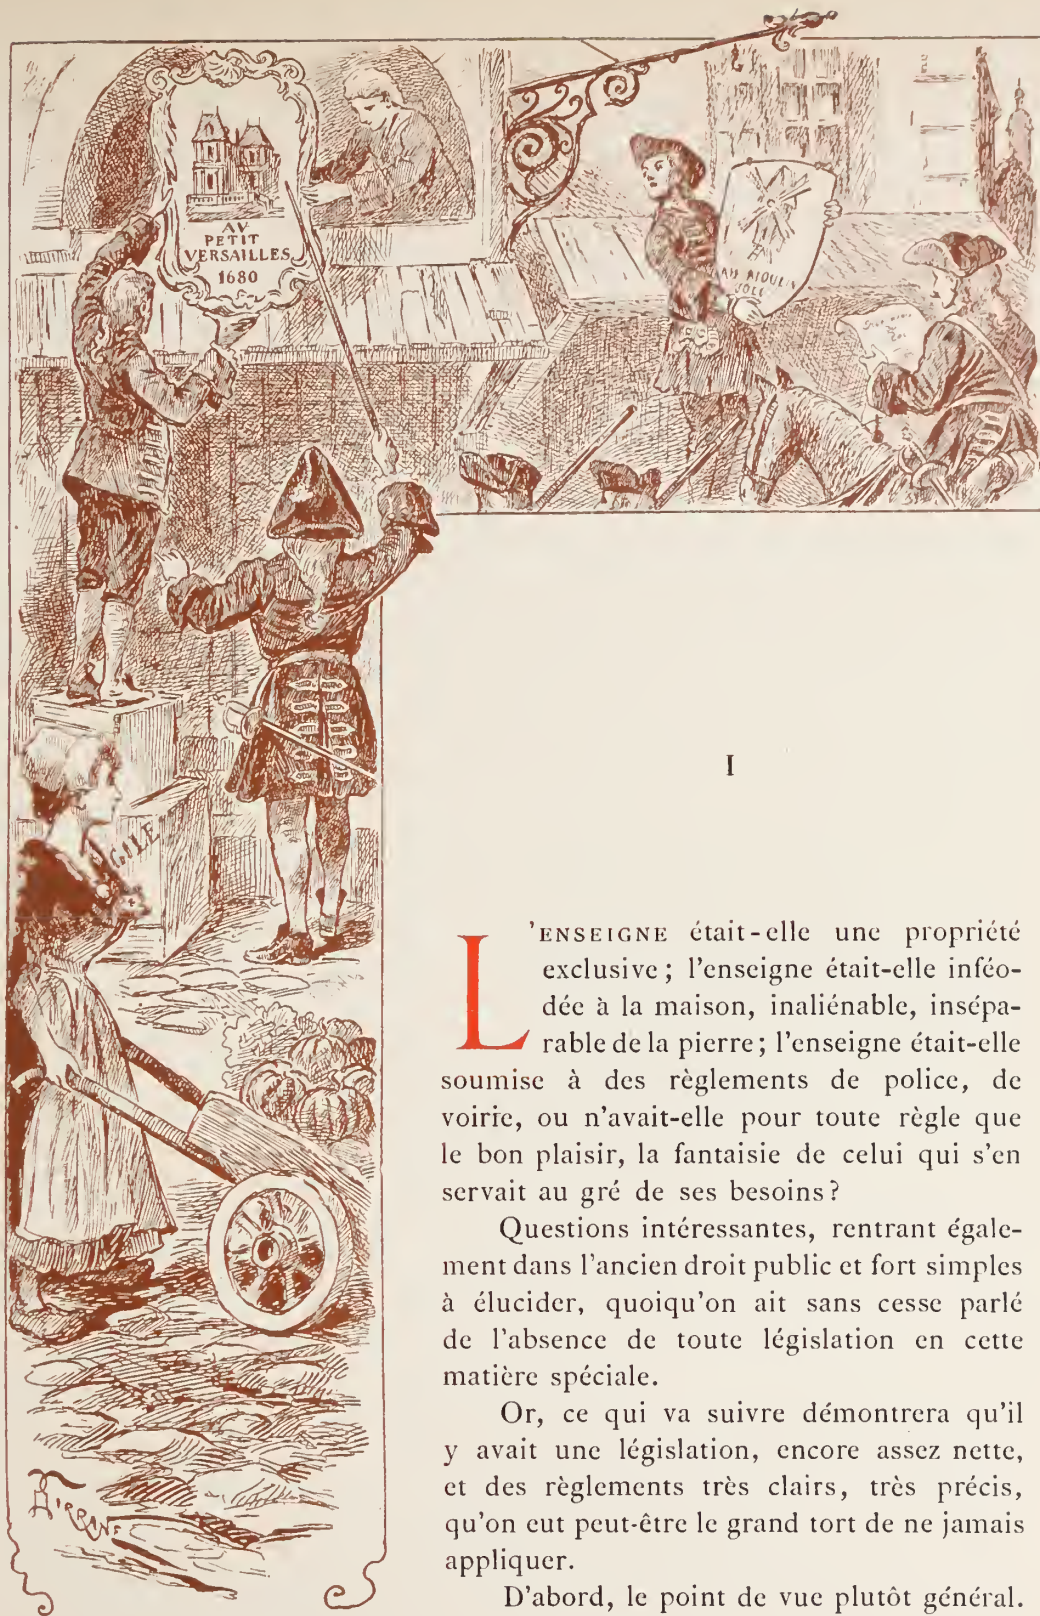 AV
PETIT
VERSAILLES
1680
AV MOULIN
JOLI
I
L'ENSEIGNE était-elle une propriété
exclusive; l'enseigne était-elle inféo-
dée à la maison, inaliénable, insépa-
rable de la pierre; l'enseigne était-elle
soumise à des règlements de police, de
voirie, ou n'avait-elle pour toute règle que
le bon plaisir, la fantaisie de celui qui s'en
servait au gré de ses besoins?
Questions intéressantes, rentrant égale-
ment dans l'ancien droit public et fort simples
à élucider, quoiqu'on ait sans cesse parlé
de l'absence de toute législation en cette
matière spéciale.
Or, ce qui va suivre démontrera qu'il
y avait une législation, encore assez nette,
et des règlements très clairs, très précis,
qu'on eut peut-être le grand tort de ne jamais
appliquer.
D'abord, le point de vue plutôt général.